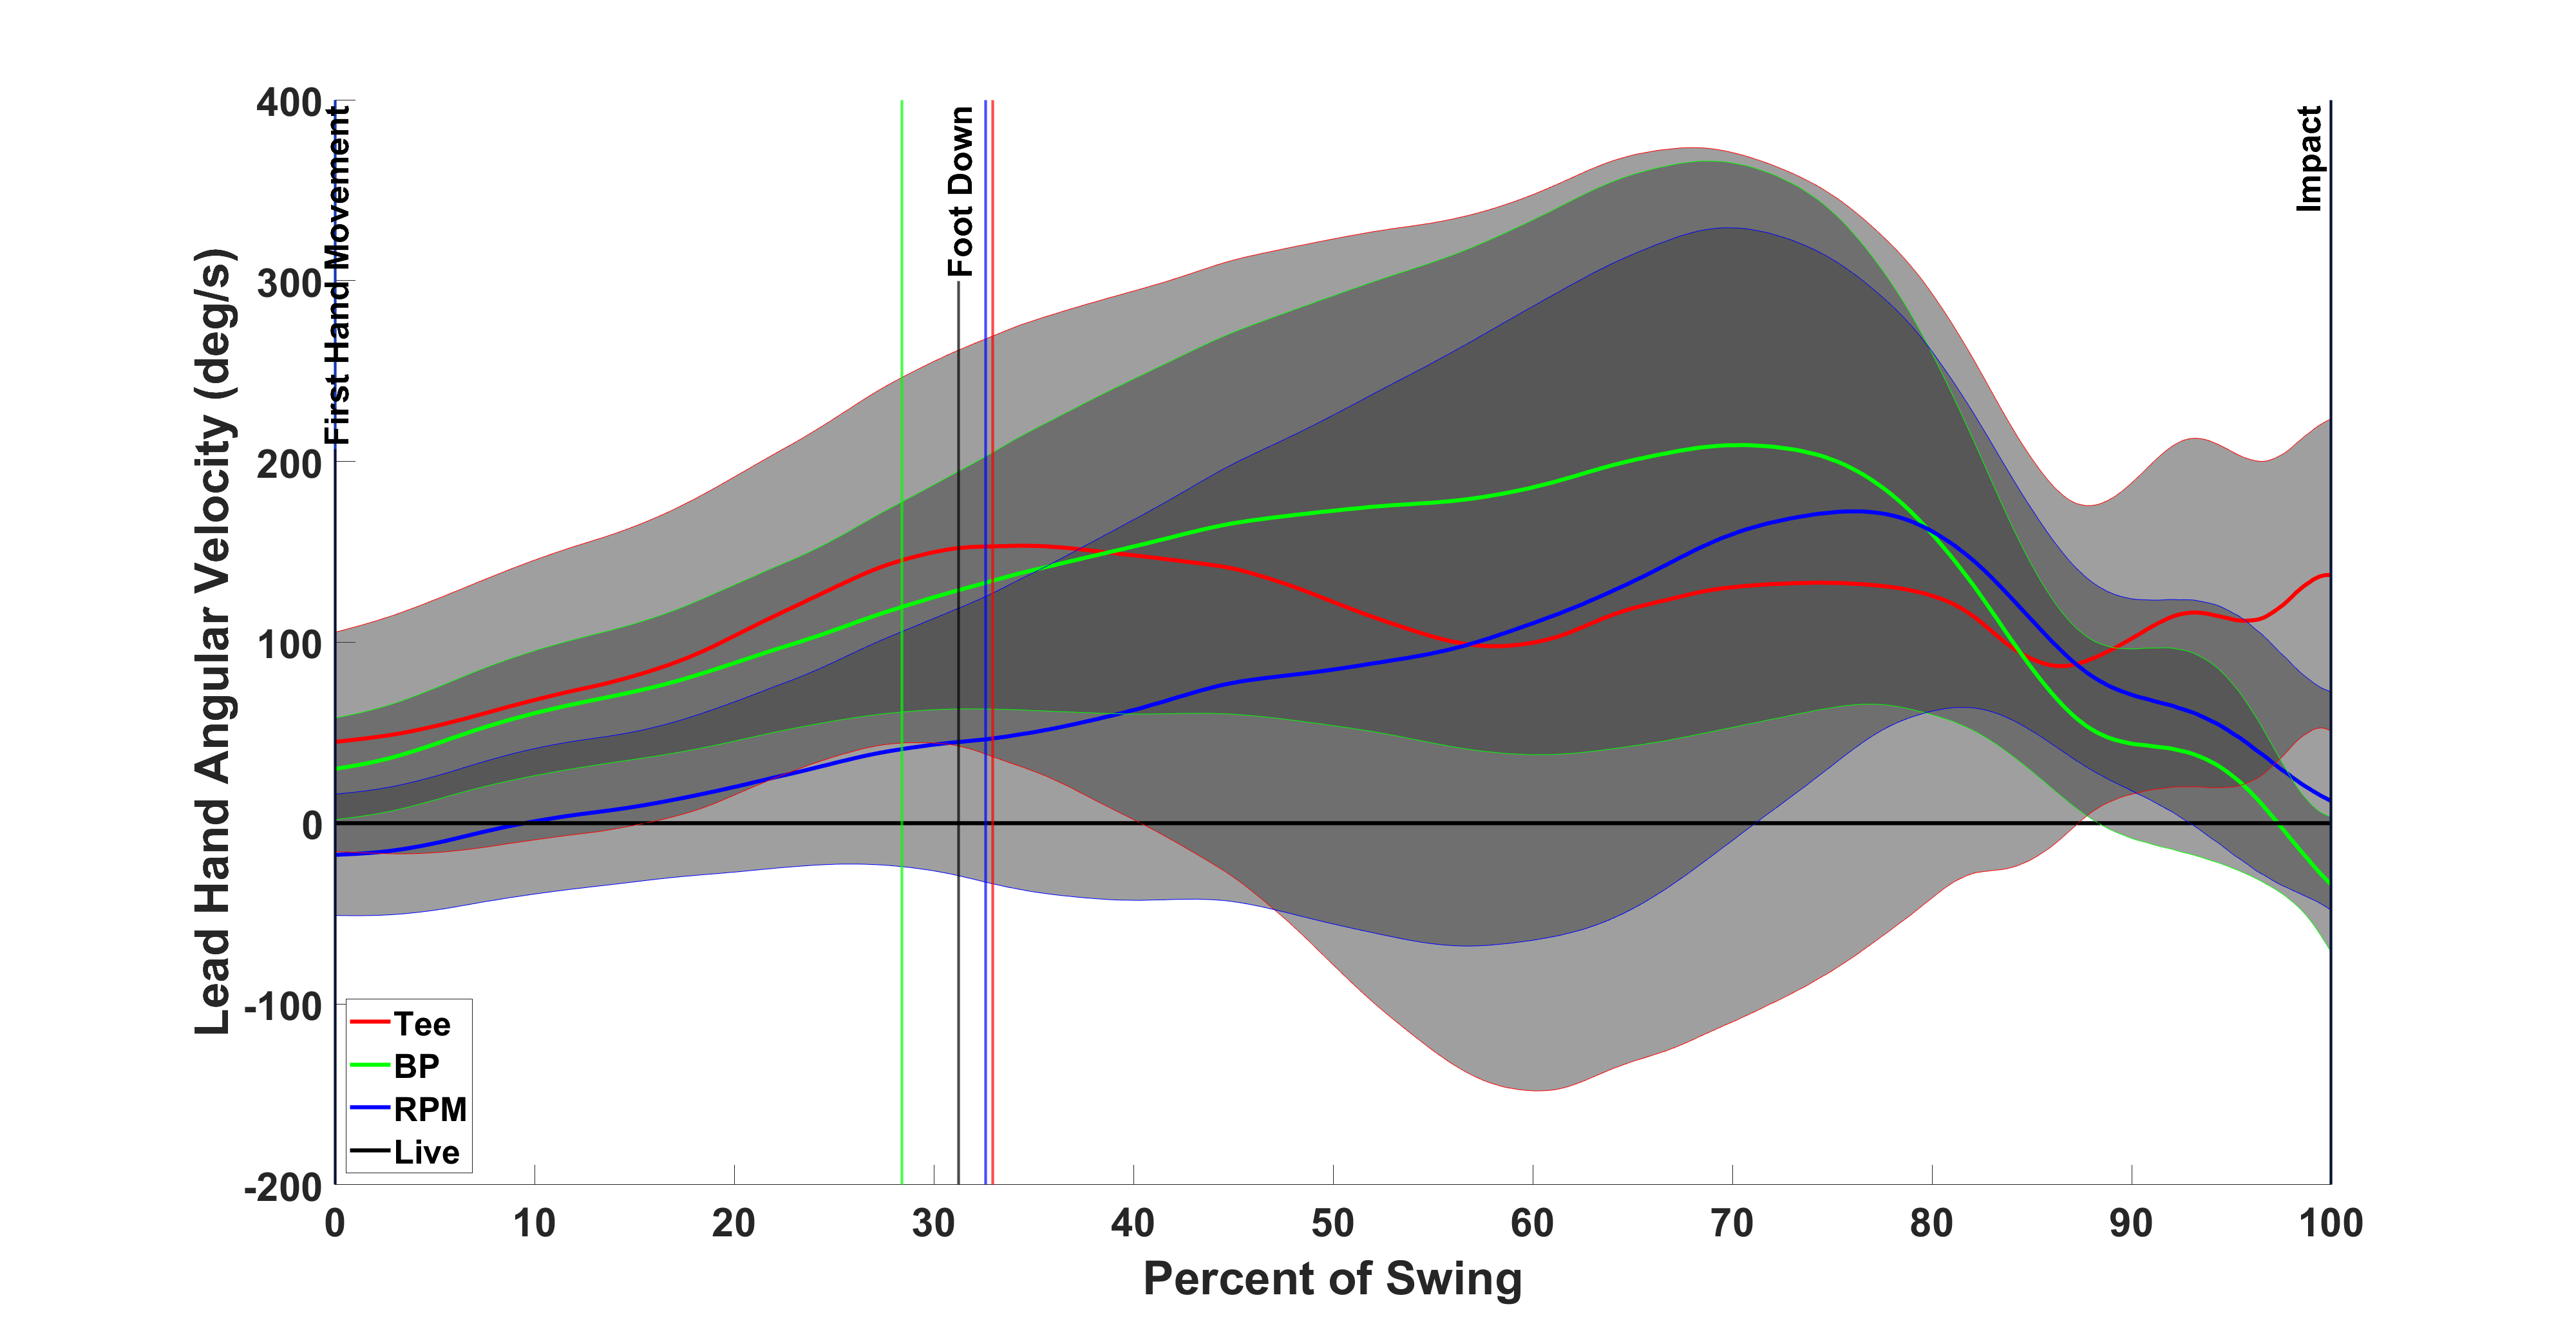 400
300
200
100
0
-100
-200
Lead Hand Angular Velocity (deg/s)
First Hand Movement
Foot Down
Impact
Tee
BP
RPM
Live
0 10 20 30 40 50 60 70 80 90 100
Percent of Swing